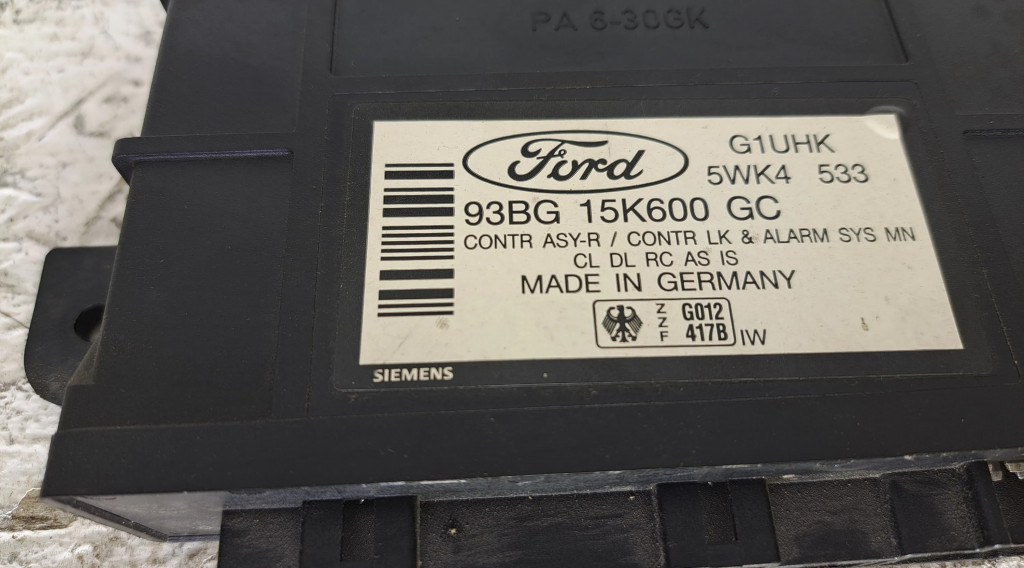 PA 6-30GK
Ford
G1UHK
5WK4 533
93BG 15K600 GC
CONTR ASY-R / CONTR LK & ALARM SYS MN
CL DL RC AS IS
MADE IN GERMANY
ZZF G012
417B
IW
SIEMENS